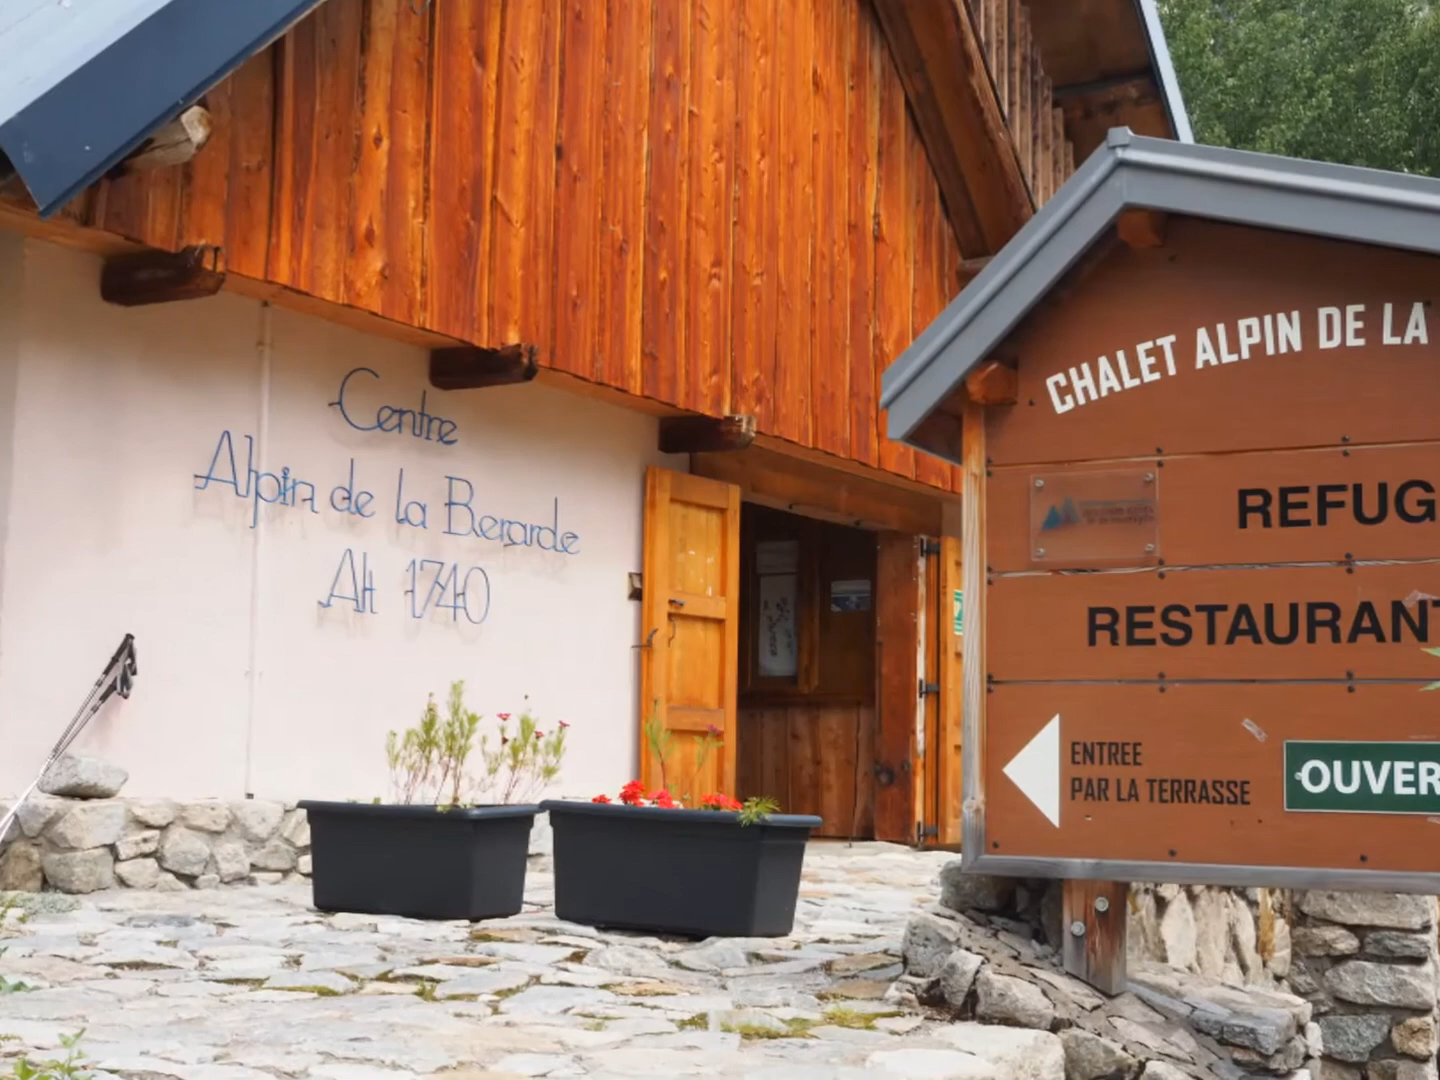 Centre
Alpin de la Berarde
Alt 1740
CHALET ALPIN DE LA
REFUG
RESTAURANT
ENTREE
PAR LA TERRASSE
OUVER